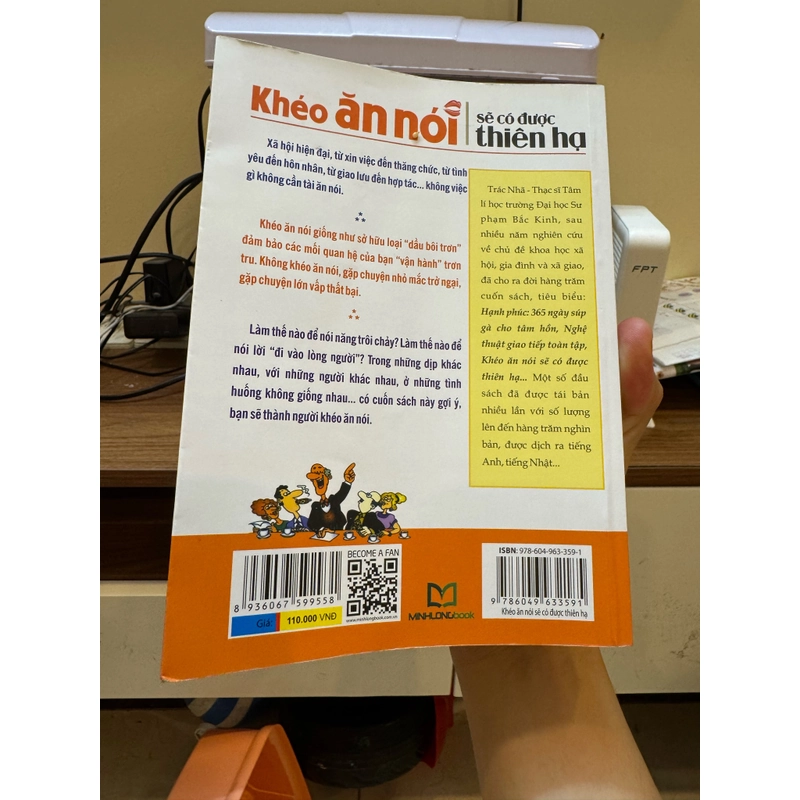 Khéo ăn nói
sẽ có được
thiên hạ
Xã hội hiện đại, từ xin việc đến thăng chức, từ tình
yêu đến hôn nhân, từ giao lưu đến hợp tác... không việc
gì không cần tài ăn nói.
Khéo ăn nói giống như sở hữu loại "dầu bôi trơn"
đảm bảo các mối quan hệ của bạn "vận hành" trơn
tru. Không khéo ăn nói, gặp chuyện nhỏ mắc trở ngại,
gặp chuyện lớn vấp thất bại.
Làm thế nào để nói năng trôi chảy? Làm thế nào để
nói lời "đi vào lòng người"? Trong những dịp khác
nhau, với những người khác nhau, ở những tình
huống không giống nhau... có cuốn sách này gợi ý,
bạn sẽ thành người khéo ăn nói.
Trác Nhã - Thạc sĩ Tâm
lí học trường Đại học Sư
phạm Bắc Kinh, sau
nhiều năm nghiên cứu
về chủ đề khoa học xã
hội, gia đình và xã giao,
đã cho ra đời hàng trăm
cuốn sách, tiêu biểu:
Hạnh phúc: 365 ngày súp
gà cho tâm hồn, Nghệ
thuật giao tiếp toàn tập,
Khéo ăn nói sẽ có được
thiên hạ... Một số đầu
sách đã được tái bản
nhiều lần với số lượng
lên đến hàng trăm nghìn
bản, được dịch ra tiếng
Anh, tiếng Nhật...
FPT
8 936067 599558
Giá: 110.000 VNĐ
BECOME A FAN
www.minhlongbook.com.vn
MINHLONGbook
ISBN: 978-604-963-359-1
9 786049 633591
Khéo ăn nói sẽ có được thiên hạ